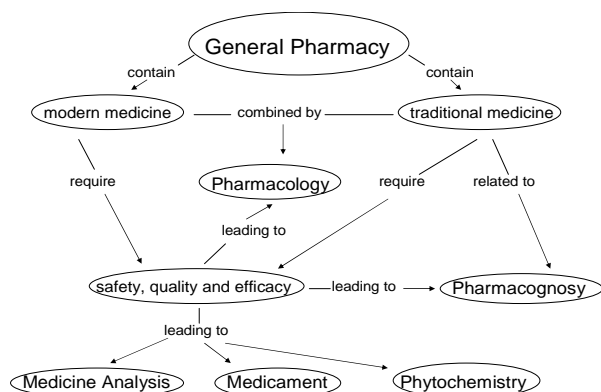 General Pharmacy
contain
contain
modern medicine
combined by
traditional medicine
require
Pharmacology
require
related to
leading to
safety, quality and efficacy
leading to
Pharmacognosy
leading to
Medicine Analysis
Medicament
Phytochemistry